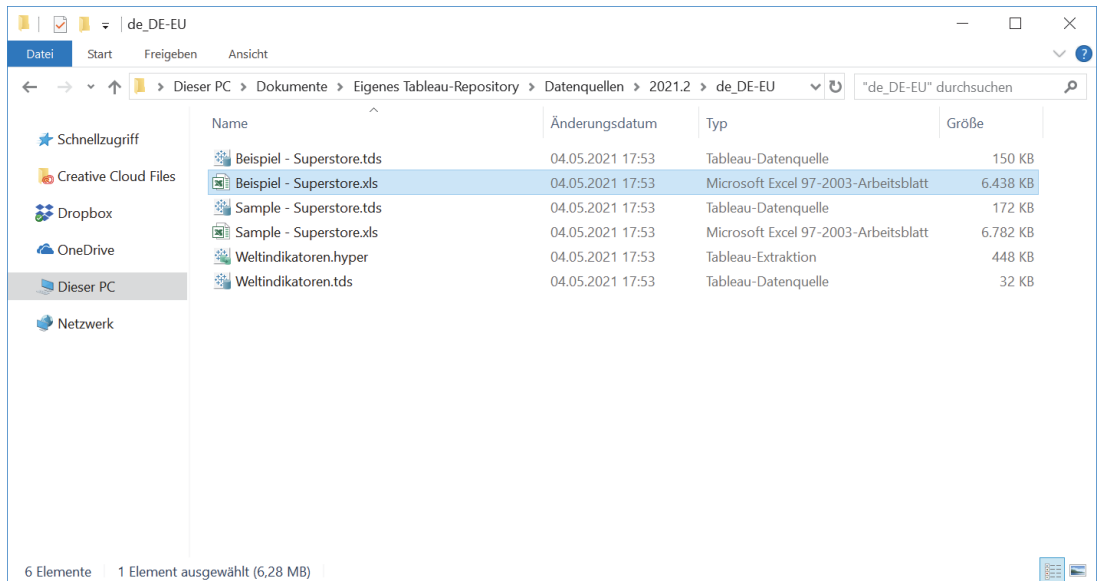 de_DE-EU
Datei Start Freigeben Ansicht
Dieser PC Dokumente Eigenes Tableau-Repository Datenquellen 2021.2 de_DE-EU "de_DE-EU" durchsuchen
Name Änderungsdatum Typ Größe
Schnellzugriff
Creative Cloud Files
Dropbox
OneDrive
Dieser PC
Netzwerk
Beispiel - Superstore.tds 04.05.2021 17:53 Tableau-Datenquelle 150 KB
Beispiel - Superstore.xls 04.05.2021 17:53 Microsoft Excel 97-2003-Arbeitsblatt 6.438 KB
Sample - Superstore.tds 04.05.2021 17:53 Tableau-Datenquelle 172 KB
Sample - Superstore.xls 04.05.2021 17:53 Microsoft Excel 97-2003-Arbeitsblatt 6.782 KB
Weltindikatoren.hyper 04.05.2021 17:53 Tableau-Extraktion 448 KB
Weltindikatoren.tds 04.05.2021 17:53 Tableau-Datenquelle 32 KB
6 Elemente 1 Element ausgewählt (6,28 MB)